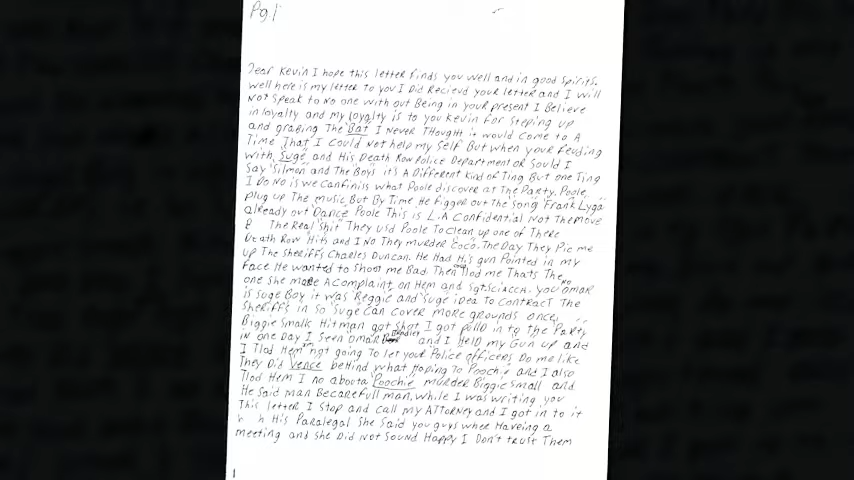 Pg.1
Dear Kevin I hope this letter finds you well and in good spirits.
Well here is my letter to you I Did Recieved your letter and I will
Not speak to no one with out Being in your present I Believe
in loyalty and my loyalty is to you Kevin for steping up
and grabing The Bat I Never Thought it would come to A
Time That I could Not help my self But when your feuding
With "Suge" and His Death Row Police Department or Sould I
Say "Silmon and The Boys" it's A Different kind of Ting But one Ting
I Do No is we canfiniss what Poole discover at The Party. Poole,
plug up The music, But By Time He figger out The song "Frank Lyga"
already out Dance Poole This is L.A Confidential Not The move
The Real "shit" They usd Poole To clean up one of There
Death Row Hits and I No They murder Coco. The Day They Pic me
up The Sheriffs Charles Duncan. He Had His gun Pointed in my
face He wanted to Shoot me Bad. Then and Tlod me Thats The No
one She made A complaint on Hem and Sgt.Sciacca. you Omar
is Suge Boy it was Reggie and Suge idea to Contract The
Sheriffs in so Suge Can cover more grounds once
Biggie Smalls Hitman got Shot I got pulld in to the Party
in one Day I Seen Omar Bendley and I Held my Gun up and
I Tlod Hem I'm not going To let your Police officers Do me like
They Did Vence beHind what Hoping To Poochie and I also
Tlod Hem I no abouta Poochie murder Biggie Small and
He Said man Be carefull man, while I was writing you
This letter I Stop and call my ATTorney and I got in to it
His Paralegal She Said you guys wher Haveing a
meeting and she Did Not Sound Happy I Don't trust Them